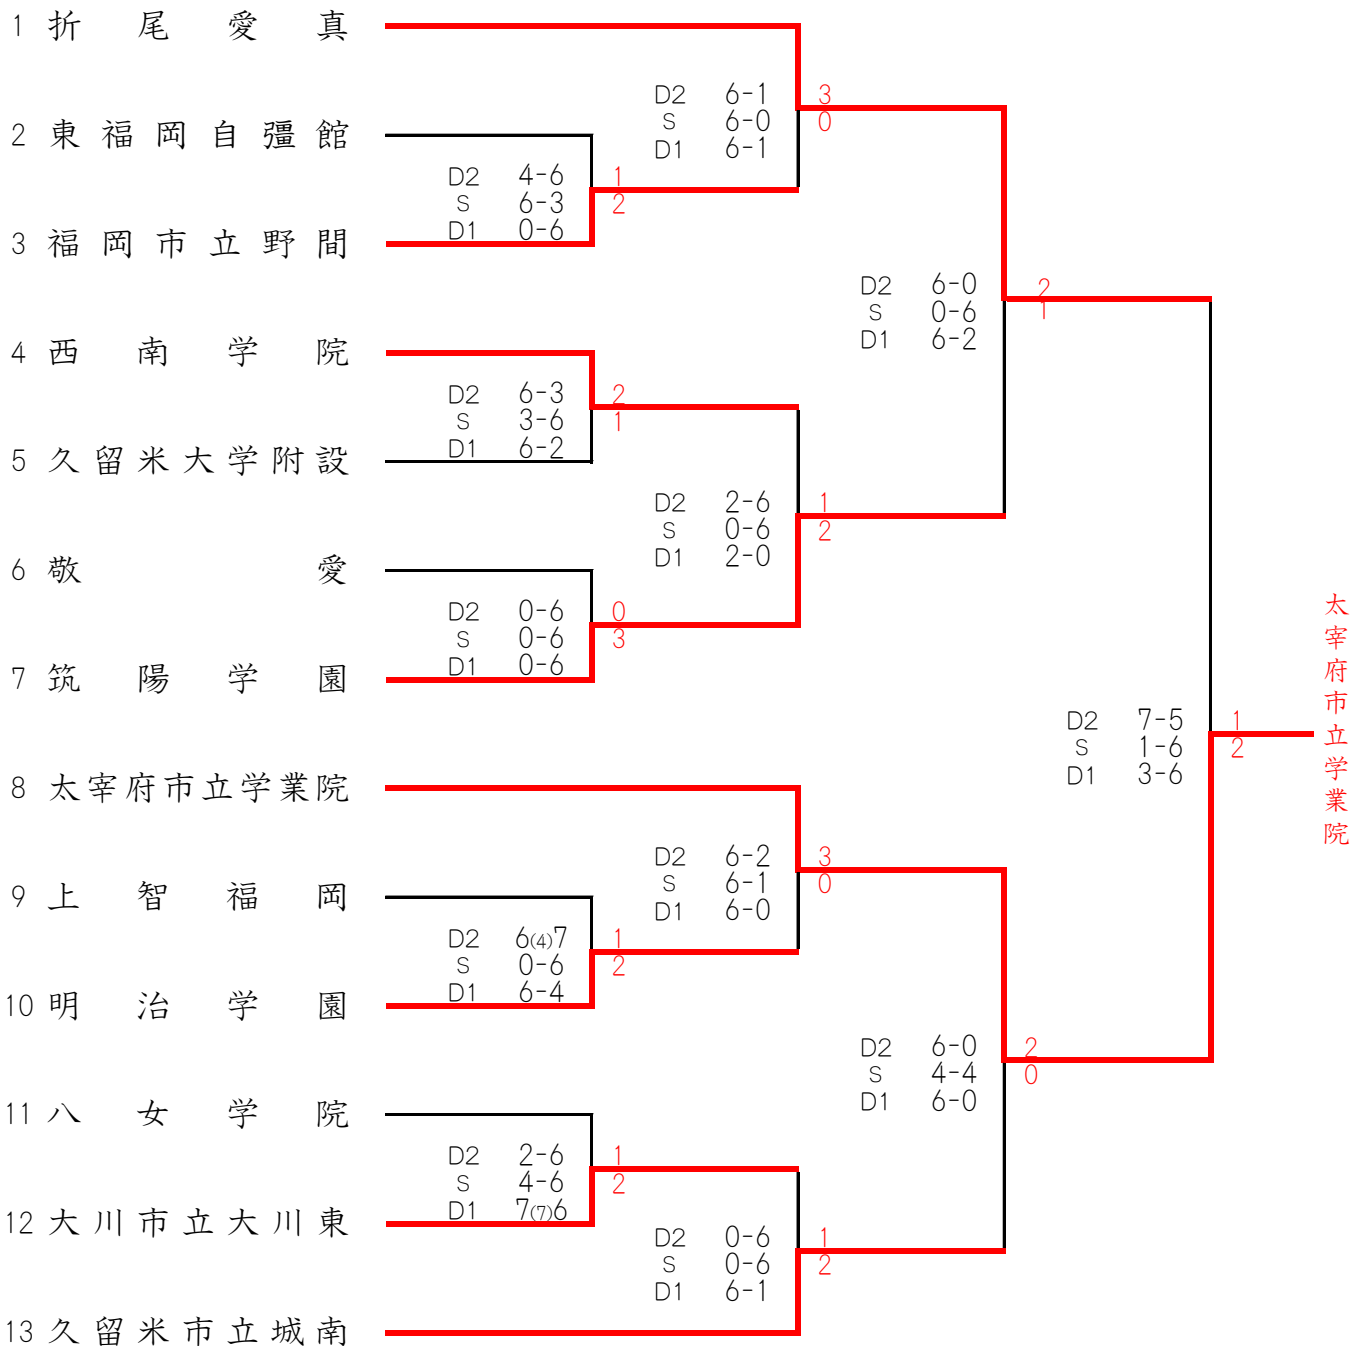 1 折尾愛真
D2 6-1 3
S 6-0 0
D1 6-1
2 東福岡自彊館
D2 4-6 1
S 6-3 2
D1 0-6
3 福岡市立野間
D2 6-0 2
S 0-6 1
D1 6-2
4 西南学院
D2 6-3 2
S 3-6 1
D1 6-2
5 久留米大学附設
D2 2-6 1
S 0-6 2
D1 2-0
6 敬愛
D2 0-6 0
S 0-6 3
D1 0-6
7 筑陽学園
D2 7-5 1
S 1-6 2
D1 3-6
太宰府市立学業院
8 太宰府市立学業院
D2 6-2 3
S 6-1 0
D1 6-0
9 上智福岡
D2 6(4)7 1
S 0-6 2
D1 6-4
10 明治学園
D2 6-0 2
S 4-4 0
D1 6-0
11 八女学院
D2 2-6 1
S 4-6 2
D1 7(7)6
12 大川市立大川東
D2 0-6 1
S 0-6 2
D1 6-1
13 久留米市立城南